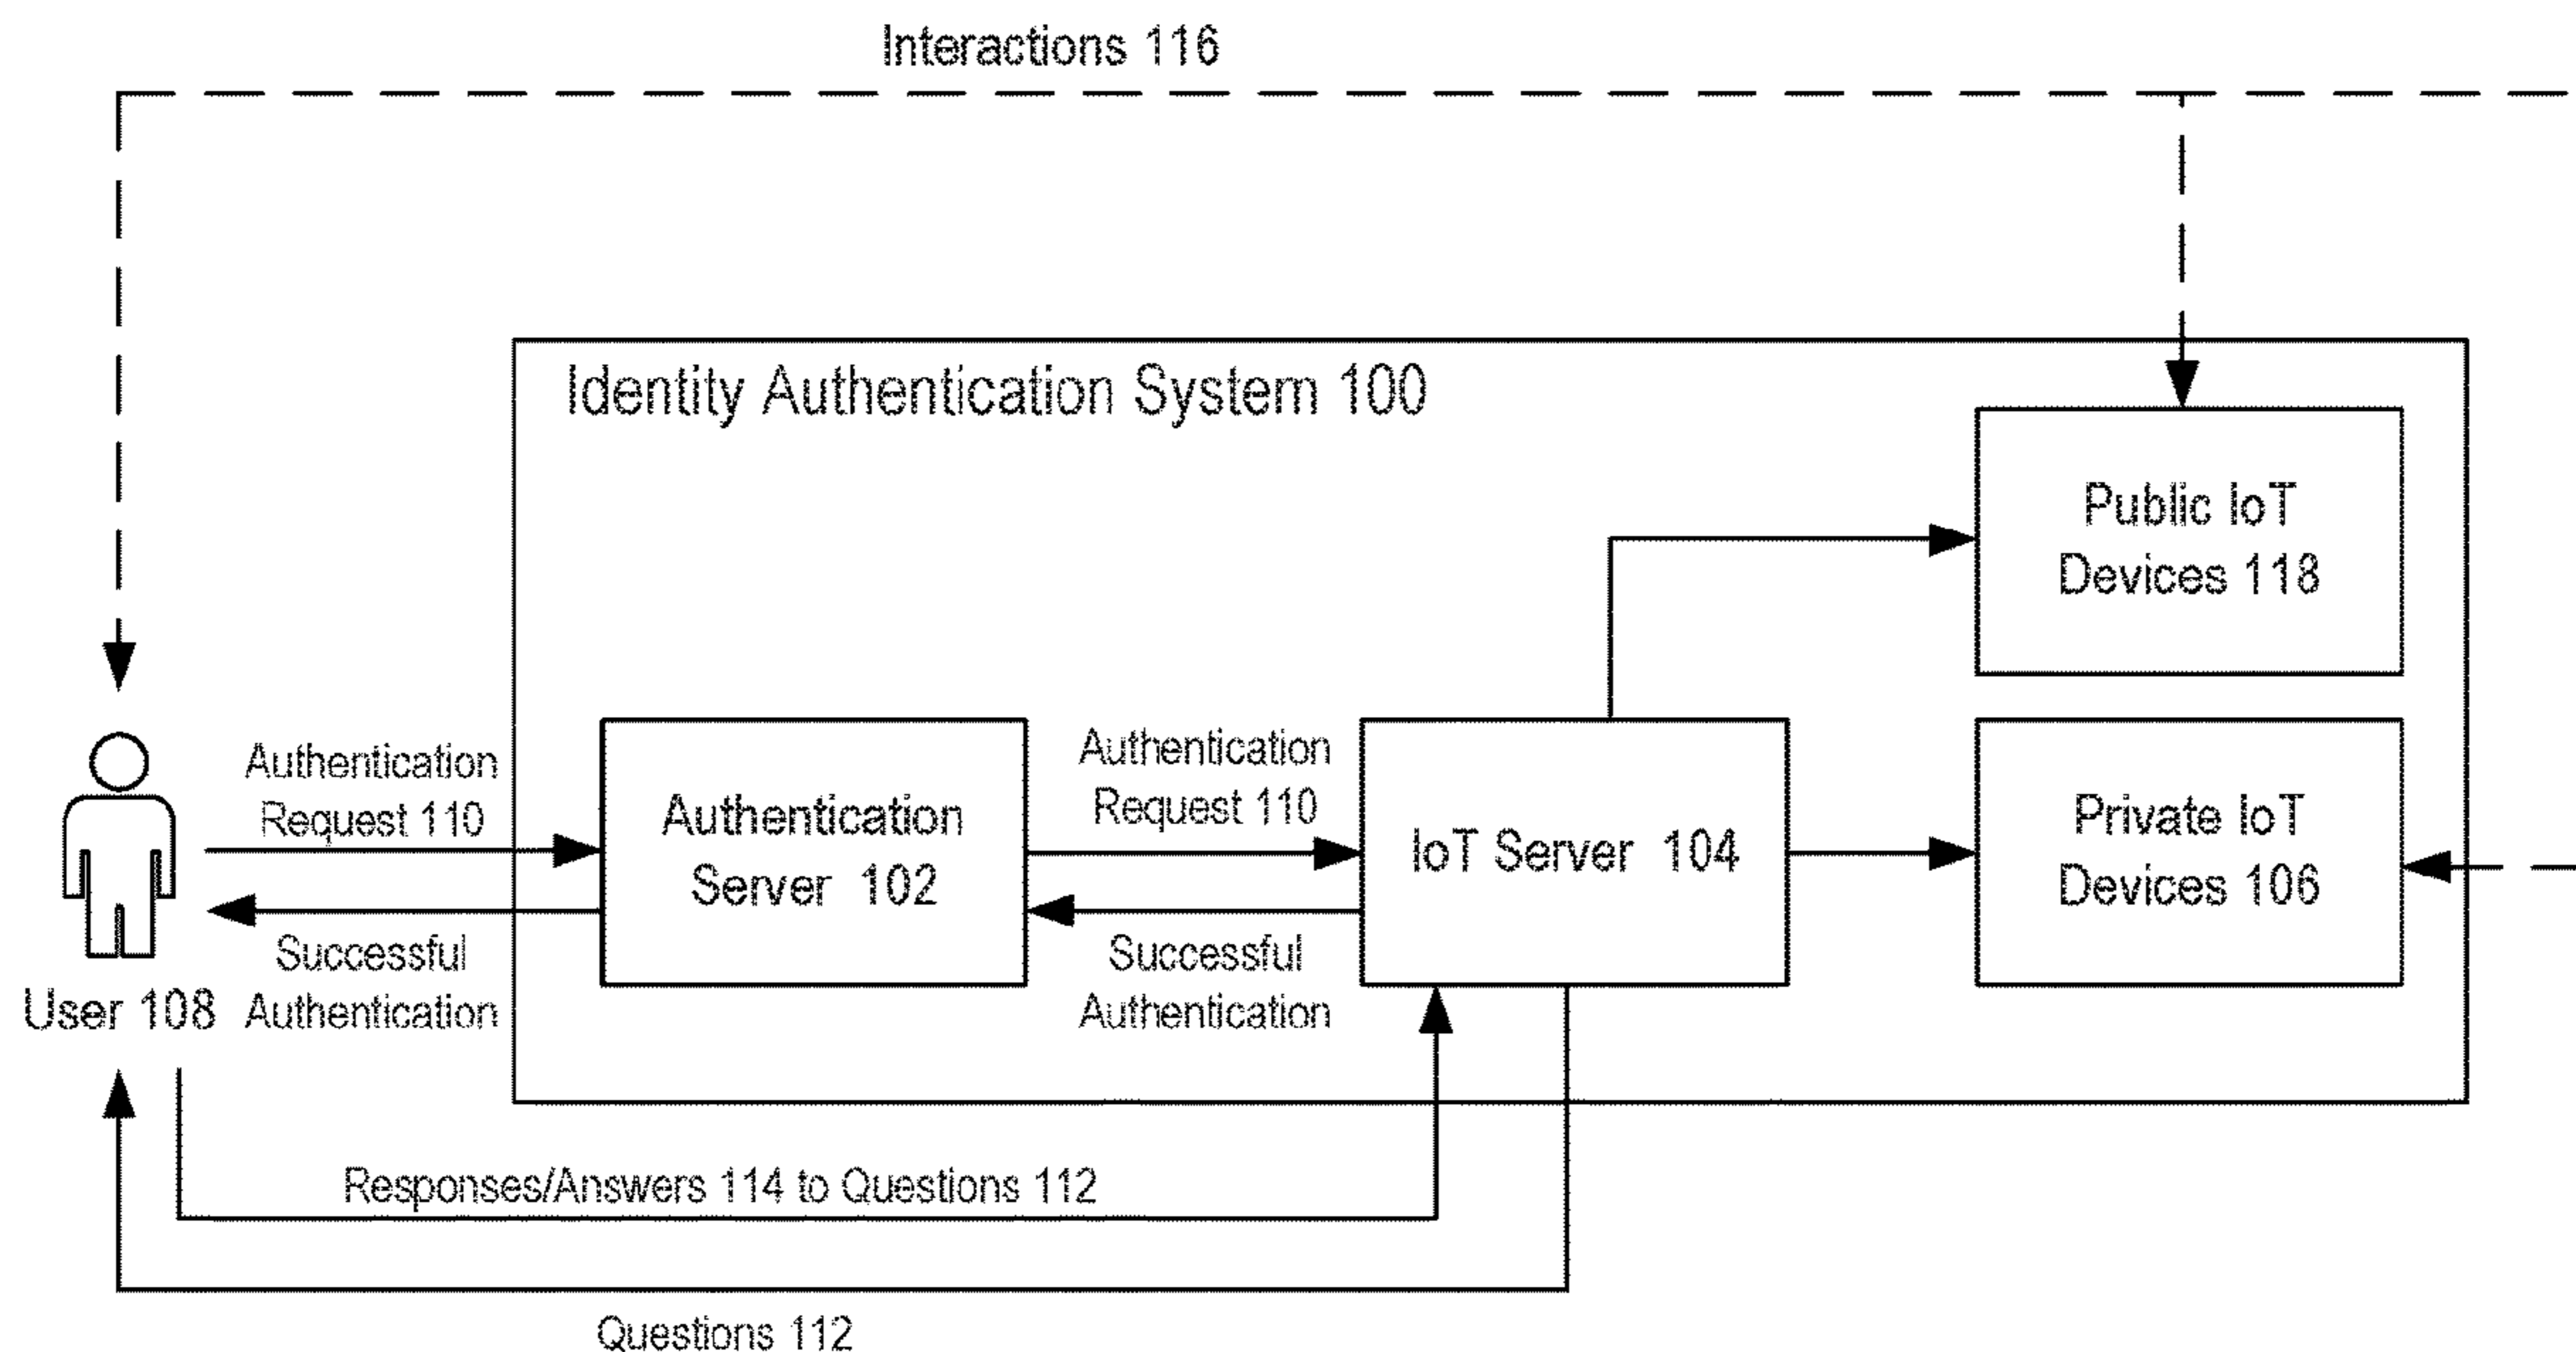 Interactions 116
Identity Authentication System 100
Public IoT
Devices 118
Authentication
Request 110
Authentication
Server 102
Authentication
Request 110
IoT Server 104
Private IoT
Devices 106
Successful
Authentication
Successful
Authentication
User 108
Responses/Answers 114 to Questions 112
Questions 112